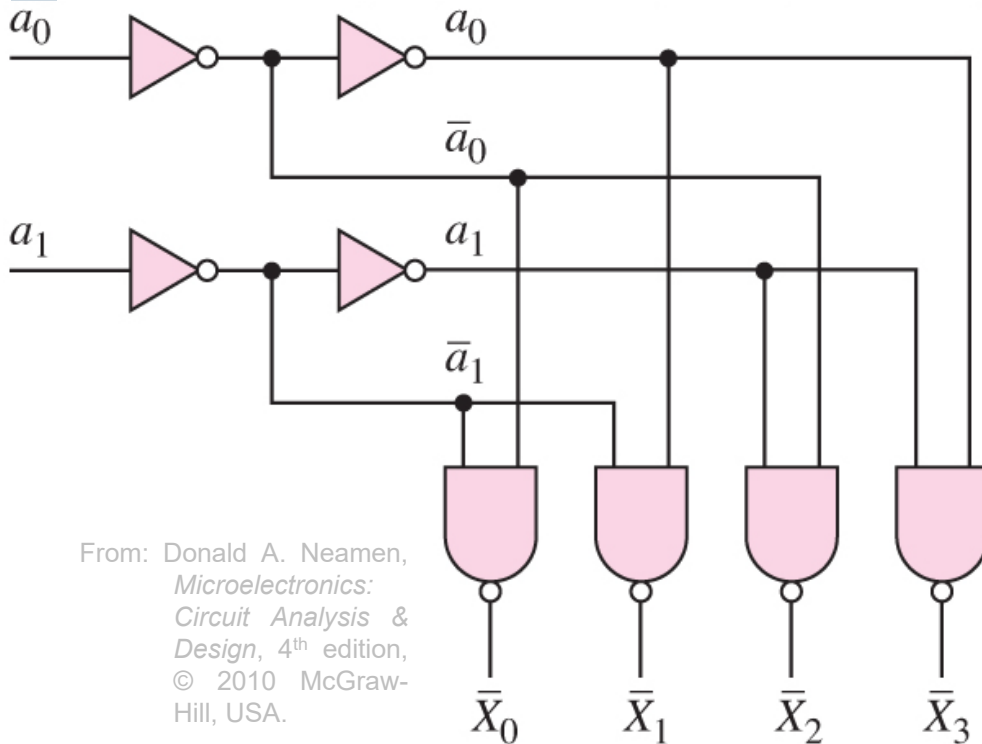 a₀
a₀
ā₀
a₁
a₁
ā₁
From: Donald A. Neamen,
Microelectronics:
Circuit Analysis &
Design, 4th edition,
© 2010 McGraw-
Hill, USA.
X̄₀
X̄₁
X̄₂
X̄₃